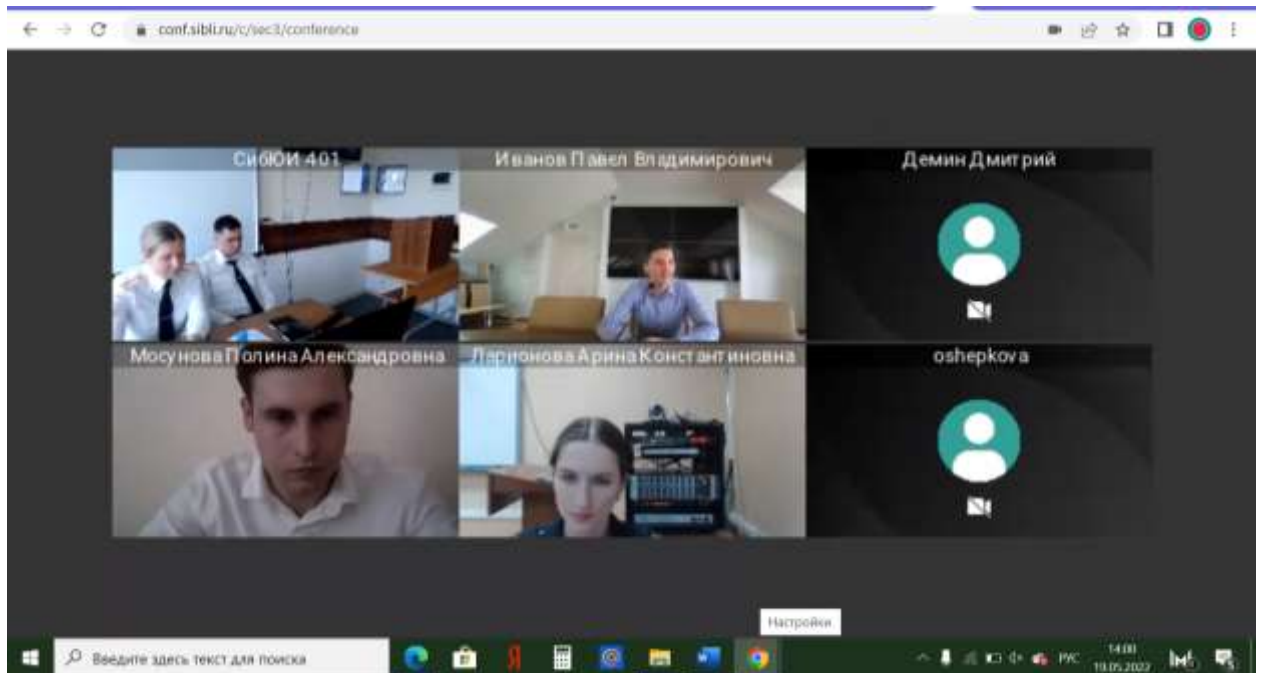 conf.sibli.ru/c/sec3/conference
СибЮИ 401
Иванов Павел Владимирович
Демин Дмитрий
Мосунова Полина Александровна
Ларионова Арина Константиновна
oshepkova
Настройки
Введите здесь текст для поиска
РУС
14:00
19.05.2022